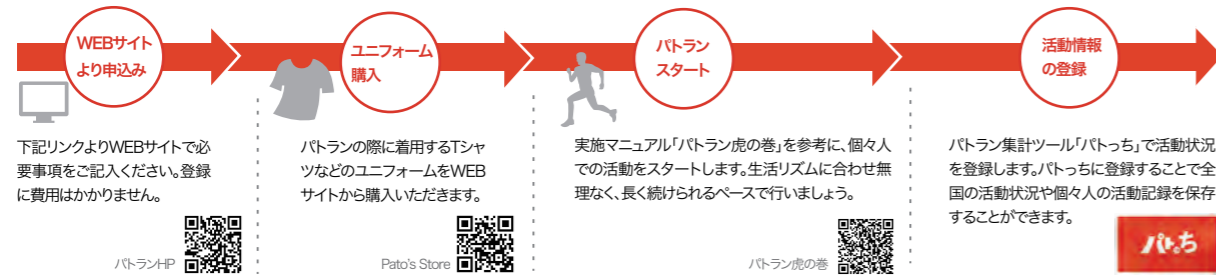 WEBサイト
より申込み
下記リンクよりWEBサイトで必
要事項をご記入ください。登録
に費用はかかりません。
パトランHP
ユニフォーム
購入
パトランの際に着用するTシャ
ツなどのユニフォームをWEB
サイトから購入いただきます。
Pato's Store
パトラン
スタート
実施マニュアル「パトラン虎の巻」を参考に、個々人
での活動をスタートします。生活リズムに合わせ無
理なく、長く続けられるペースで行いましょう。
パトラン虎の巻
活動情報
の登録
パトラン集計ツール「パトっち」で活動状況
を登録します。パトっちに登録することで全
国の活動状況や個々人の活動記録を保存
することができます。
パトっち